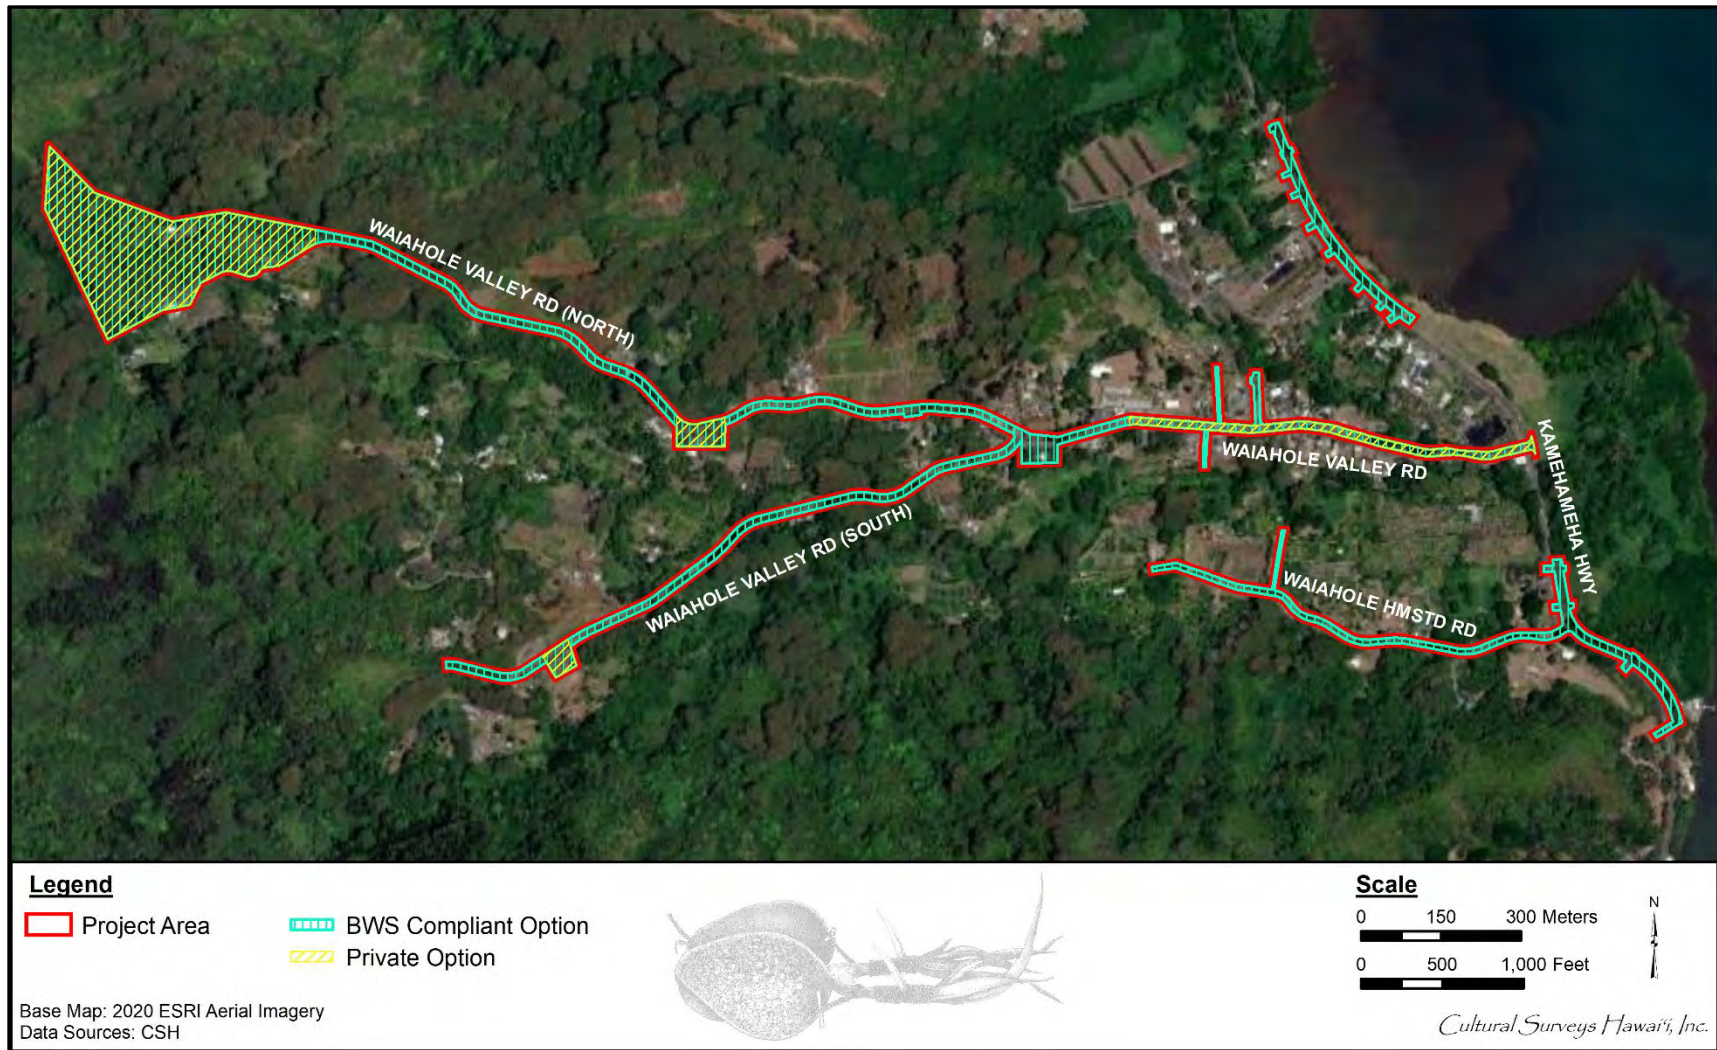 WAIAHOLE VALLEY RD (NORTH)
KAMEHAMEHA HWY
WAIAHOLE VALLEY RD
WAIAHOLE VALLEY RD (SOUTH)
WAIAHOLE HMSTD RD
Legend
Project Area
BWS Compliant Option
Private Option
Base Map: 2020 ESRI Aerial Imagery
Data Sources: CSH
Scale
0 150 300 Meters
0 500 1,000 Feet
N
Cultural Surveys Hawaiʻi, Inc.